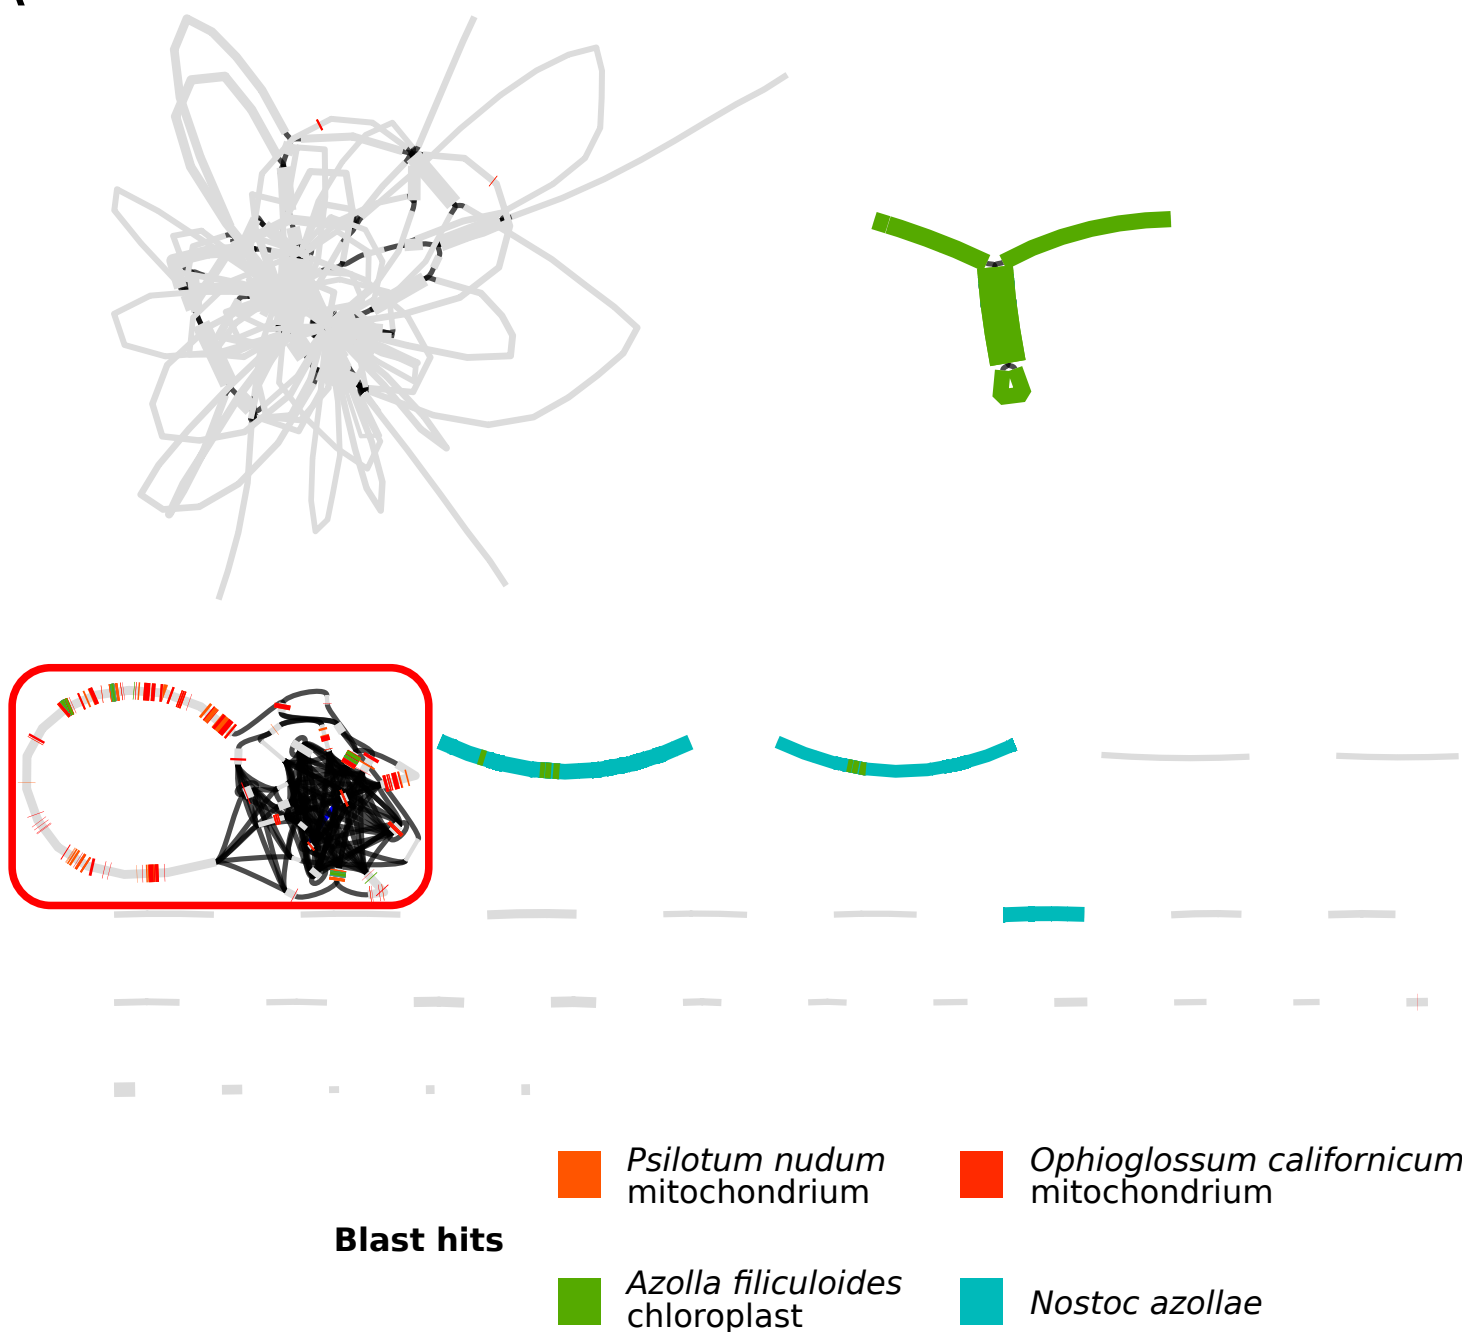 Psilotum nudum
mitochondrium
Ophioglossum californicum
mitochondrium
Blast hits
Azolla filiculoides
chloroplast
Nostoc azollae